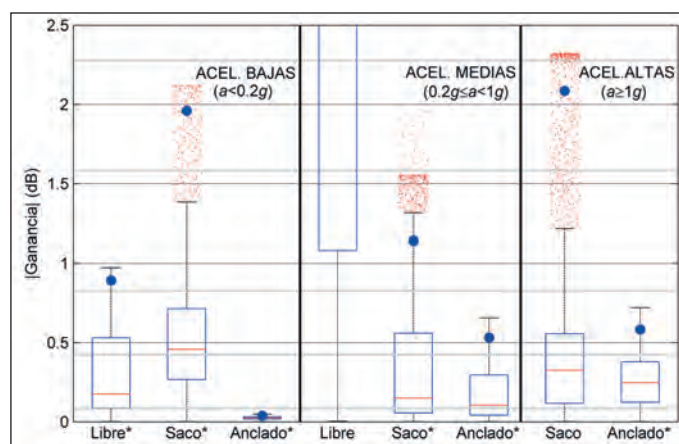 2.5
2
1.5
1
0.5
0
|Ganancia| (dB)
ACEL. BAJAS
(a<0.2g)
ACEL. MEDIAS
(0.2g≤a<1g)
ACEL.ALTAS
(a≥1g)
Libre* Saco* Anclado* Libre Saco* Anclado* Saco Anclado*